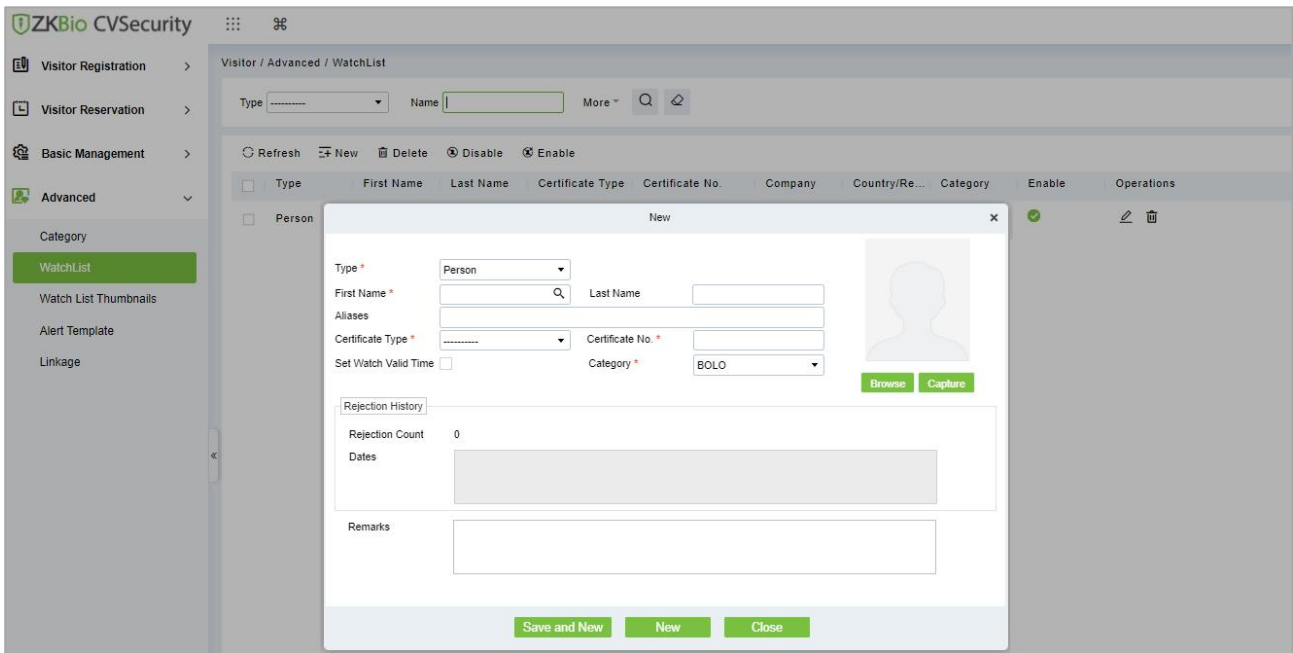 ZKBio CVSecurity
Visitor Registration
Visitor Reservation
Basic Management
Advanced
Category
WatchList
Watch List Thumbnails
Alert Template
Linkage
Visitor / Advanced / WatchList
Type ---------- Name More
Refresh New Delete Disable Enable
Type First Name Last Name Certificate Type Certificate No. Company Country/Re... Category Enable Operations
Person
New
Type * Person
First Name * Last Name
Aliases
Certificate Type * ---------- Certificate No. *
Set Watch Valid Time Category * BOLO
Browse Capture
Rejection History
Rejection Count 0
Dates
Remarks
Save and New New Close